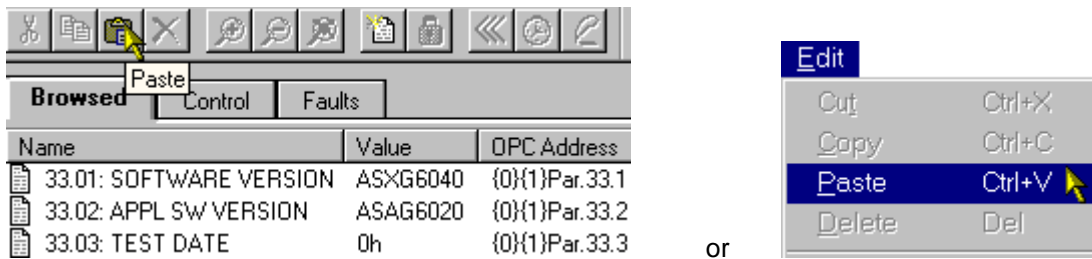 Paste
Browsed Control Faults
Name Value OPC Address
33.01: SOFTWARE VERSION ASXG6040 {0}{1}Par.33.1
33.02: APPL SW VERSION ASAG6020 {0}{1}Par.33.2
33.03: TEST DATE 0h {0}{1}Par.33.3
or
Edit
Cut Ctrl+X
Copy Ctrl+C
Paste Ctrl+V
Delete Del